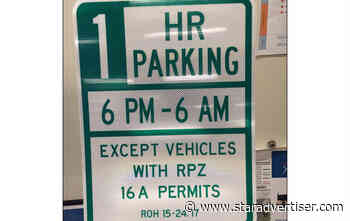 1 HR
PARKING
6 PM - 6 AM
EXCEPT VEHICLES
WITH RPZ
16A PERMITS
ROH 15-24.17
www.staradvertiser.com